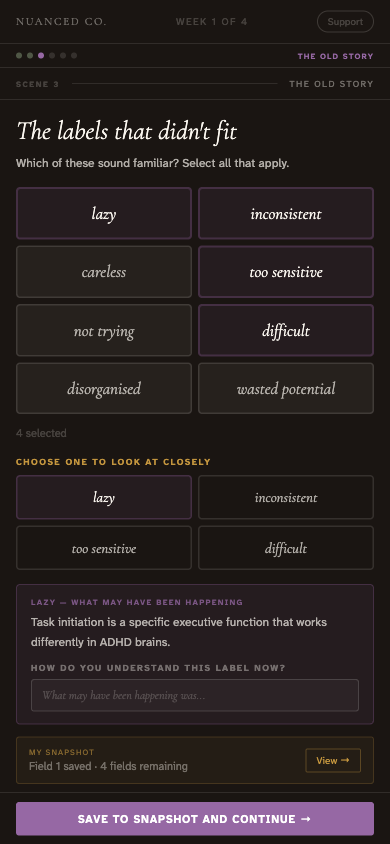 NUANCED CO. WEEK 1 OF 4 Support
THE OLD STORY
SCENE 3 THE OLD STORY
The labels that didn't fit
Which of these sound familiar? Select all that apply.
lazy inconsistent
careless too sensitive
not trying difficult
disorganised wasted potential
4 selected
CHOOSE ONE TO LOOK AT CLOSELY
lazy inconsistent
too sensitive difficult
LAZY — WHAT MAY HAVE BEEN HAPPENING
Task initiation is a specific executive function that works
differently in ADHD brains.
HOW DO YOU UNDERSTAND THIS LABEL NOW?
What may have been happening was...
MY SNAPSHOT
Field 1 saved · 4 fields remaining View →
SAVE TO SNAPSHOT AND CONTINUE →